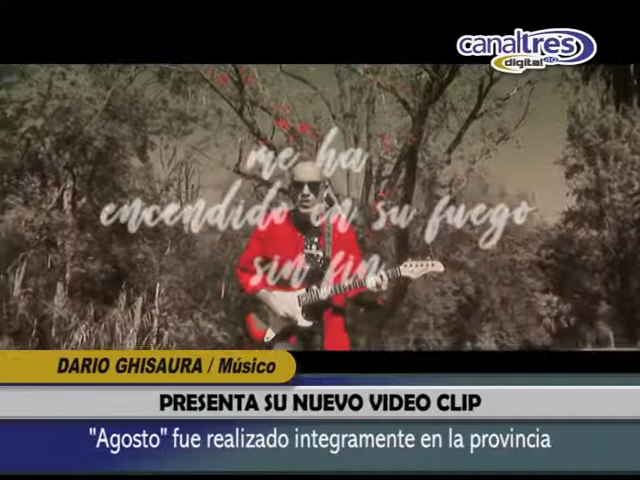 canaltres
digital
me ha
encendido en su fuego
sin fin
DARIO GHISAURA / Músico
PRESENTA SU NUEVO VIDEO CLIP
"Agosto" fue realizado integramente en la provincia